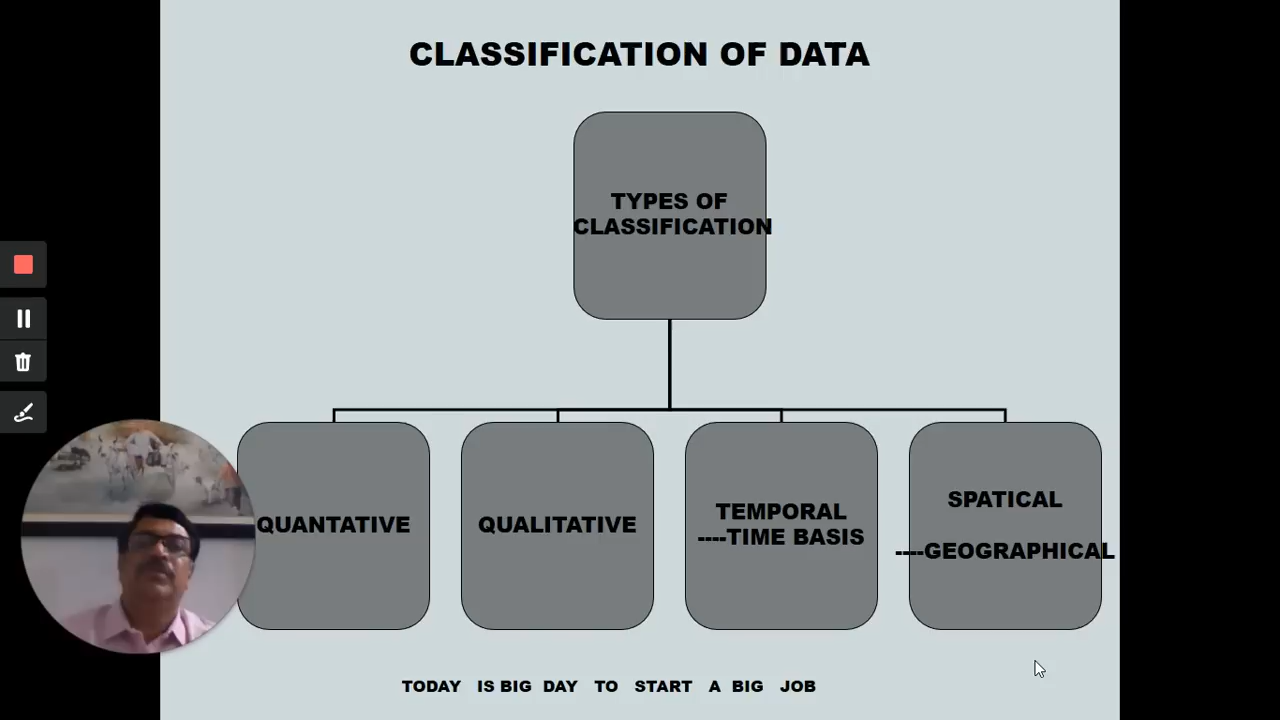 CLASSIFICATION OF DATA
TYPES OF
CLASSIFICATION
QUANTATIVE
QUALITATIVE
TEMPORAL
----TIME BASIS
SPATICAL
----GEOGRAPHICAL
TODAY IS BIG DAY TO START A BIG JOB